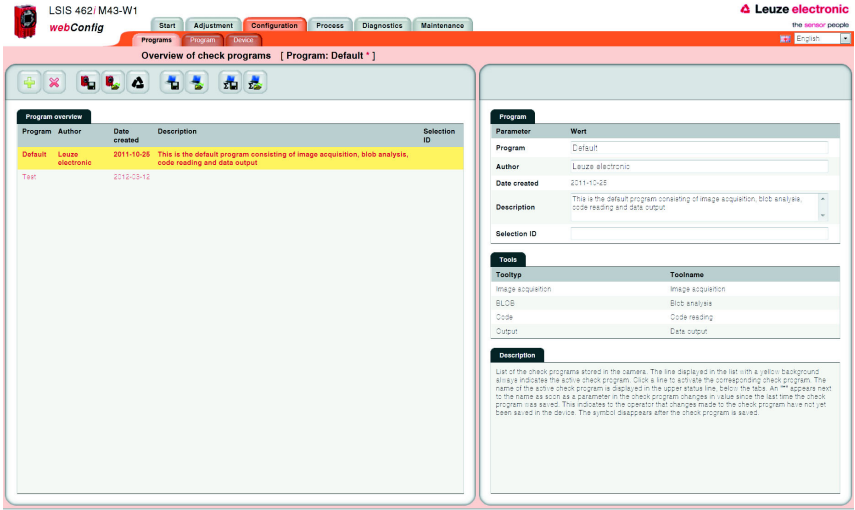 LSIS 462i M43-W1
webConfig
Start Adjustment Configuration Process Diagnostics Maintenance
Leuze electronic
the sensor people
Programs Program Device
English
Overview of check programs [ Program: Default * ]
Program overview
Program Author Date created Description Selection ID
Default Leuze electronic 2011-10-25 This is the default program consisting of image acquisition, blob analysis, code reading and data output
Test 2012-03-12
Program
Parameter Wert
Program Default
Author Leuze electronic
Date created 2011-10-25
Description This is the default program consisting of image acquisition, blob analysis, code reading and data output
Selection ID
Tools
Tooltyp Toolname
Image acquisition Image acquisition
BLOB Blob analysis
Code Code reading
Output Data output
Description
List of the check programs stored in the camera. The line displayed in the list with a yellow background
always indicates the active check program. Click a line to activate the corresponding check program. The
name of the active check program is displayed in the upper status line, below the tabs. An "*" appears next
to the name as soon as a parameter in the check program changes in value since the last time the check
program was saved. This indicates to the operator that changes made to the check program have not yet
been saved in the device. The symbol disappears after the check program is saved.